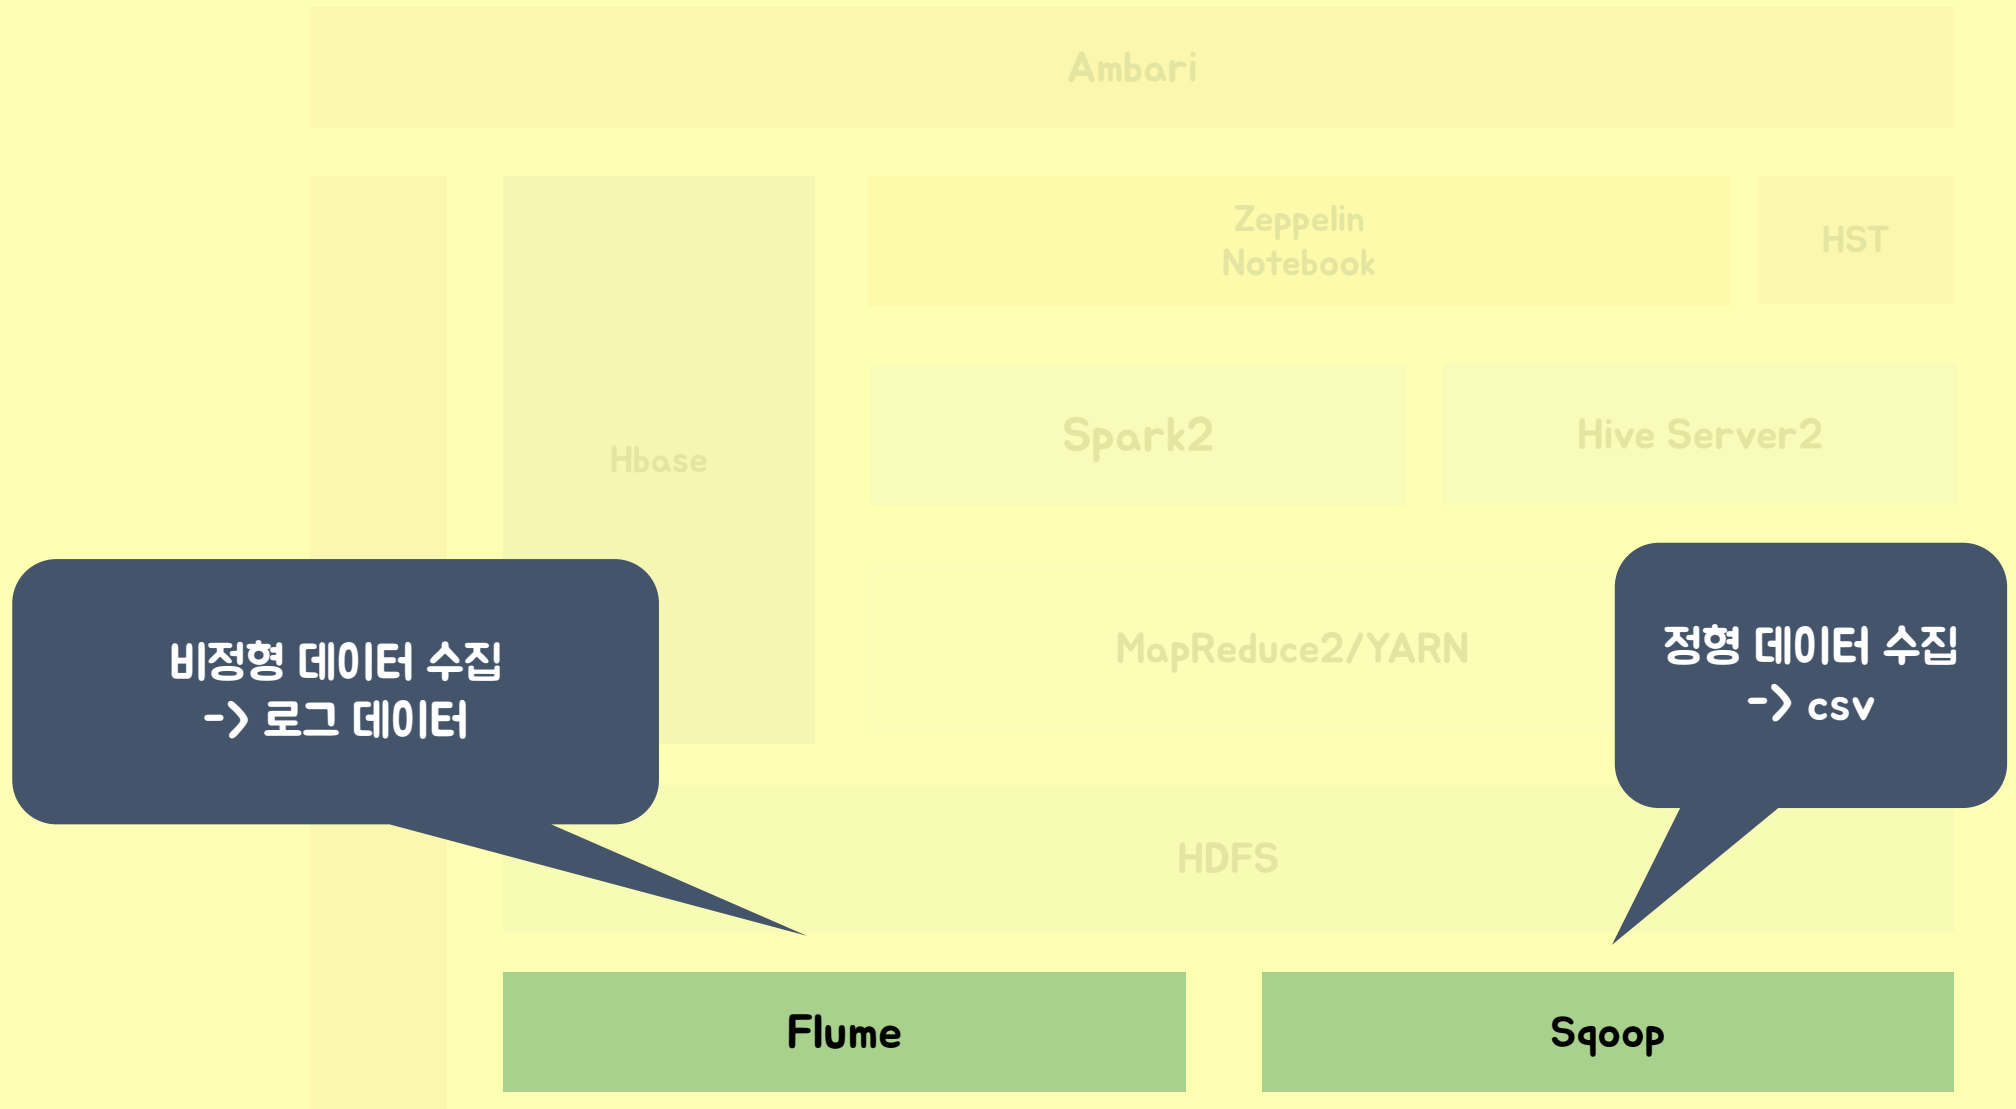 Ambari
Zeppelin
Notebook
HST
Hbase
Spark2
Hive Server2
비정형 데이터 수집
-> 로그 데이터
MapReduce2/YARN
정형 데이터 수집
-> csv
HDFS
Flume
Sqoop